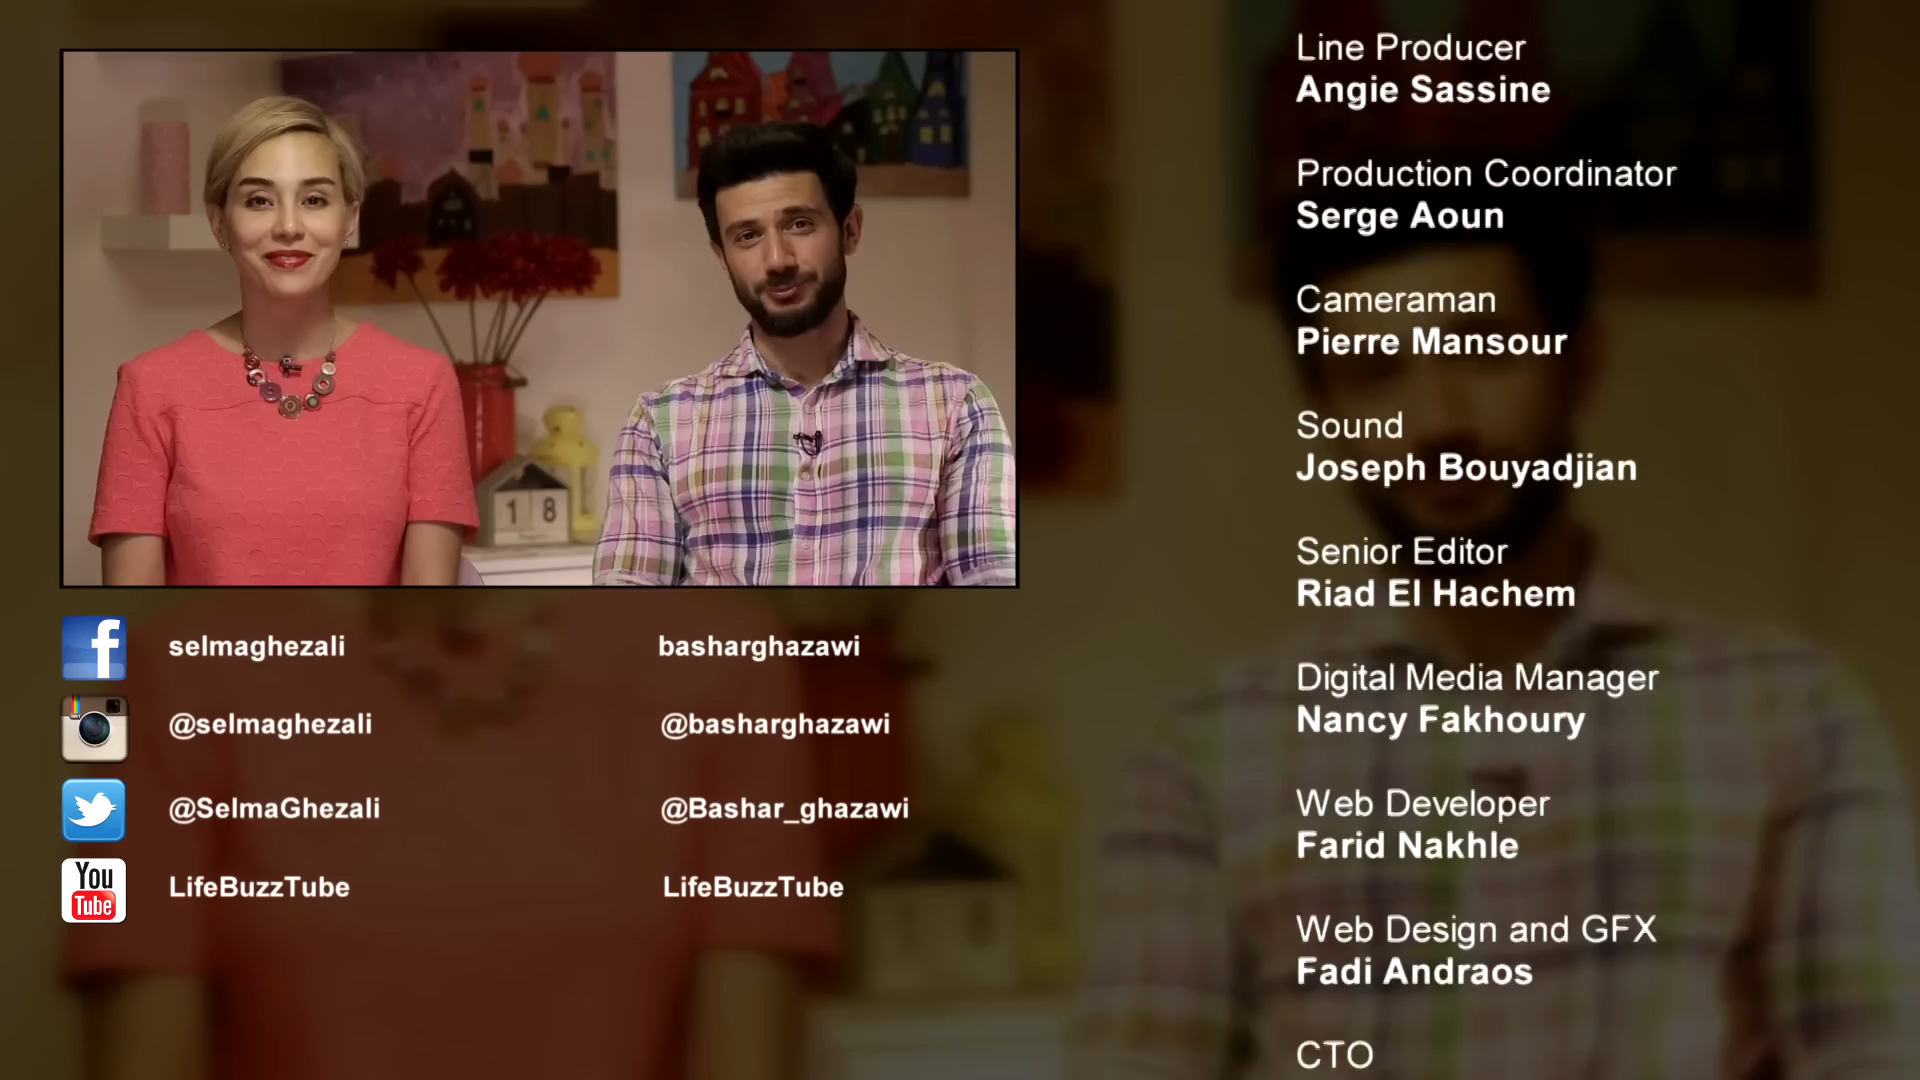 Line Producer
Angie Sassine
Production Coordinator
Serge Aoun
Cameraman
Pierre Mansour
Sound
Joseph Bouyadjian
Senior Editor
Riad El Hachem
Digital Media Manager
Nancy Fakhoury
Web Developer
Farid Nakhle
Web Design and GFX
Fadi Andraos
CTO
18
selmaghezali basharghazawi
@selmaghezali @basharghazawi
@SelmaGhezali @Bashar_ghazawi
You
Tube
LifeBuzzTube LifeBuzzTube